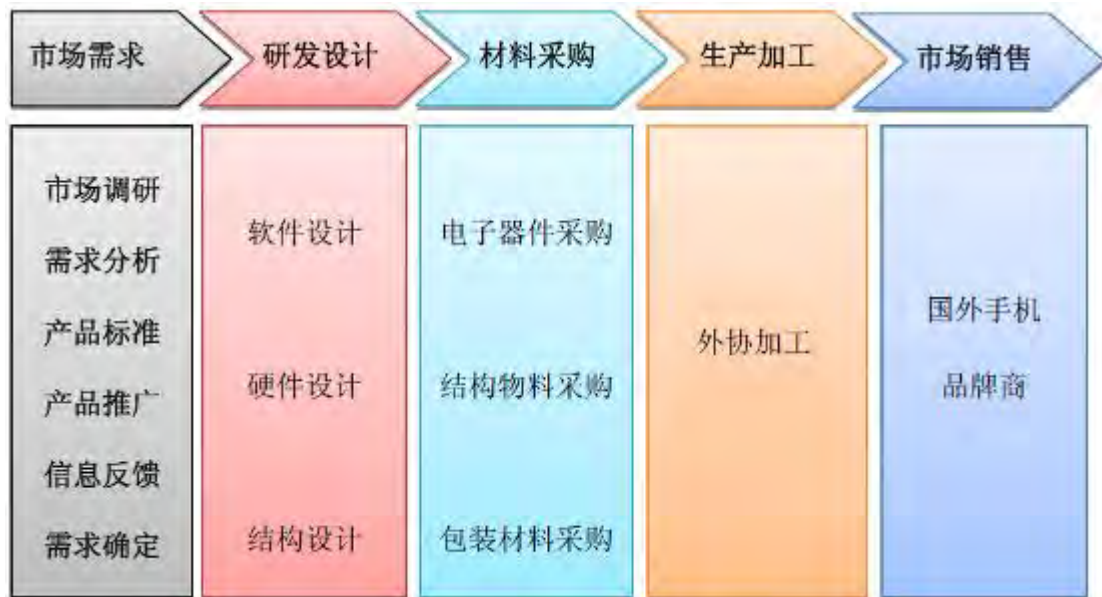 市场需求
研发设计
材料采购
生产加工
市场销售
市场调研
需求分析
产品标准
产品推广
信息反馈
需求确定
软件设计
硬件设计
结构设计
电子器件采购
结构物料采购
包装材料采购
外协加工
国外手机
品牌商